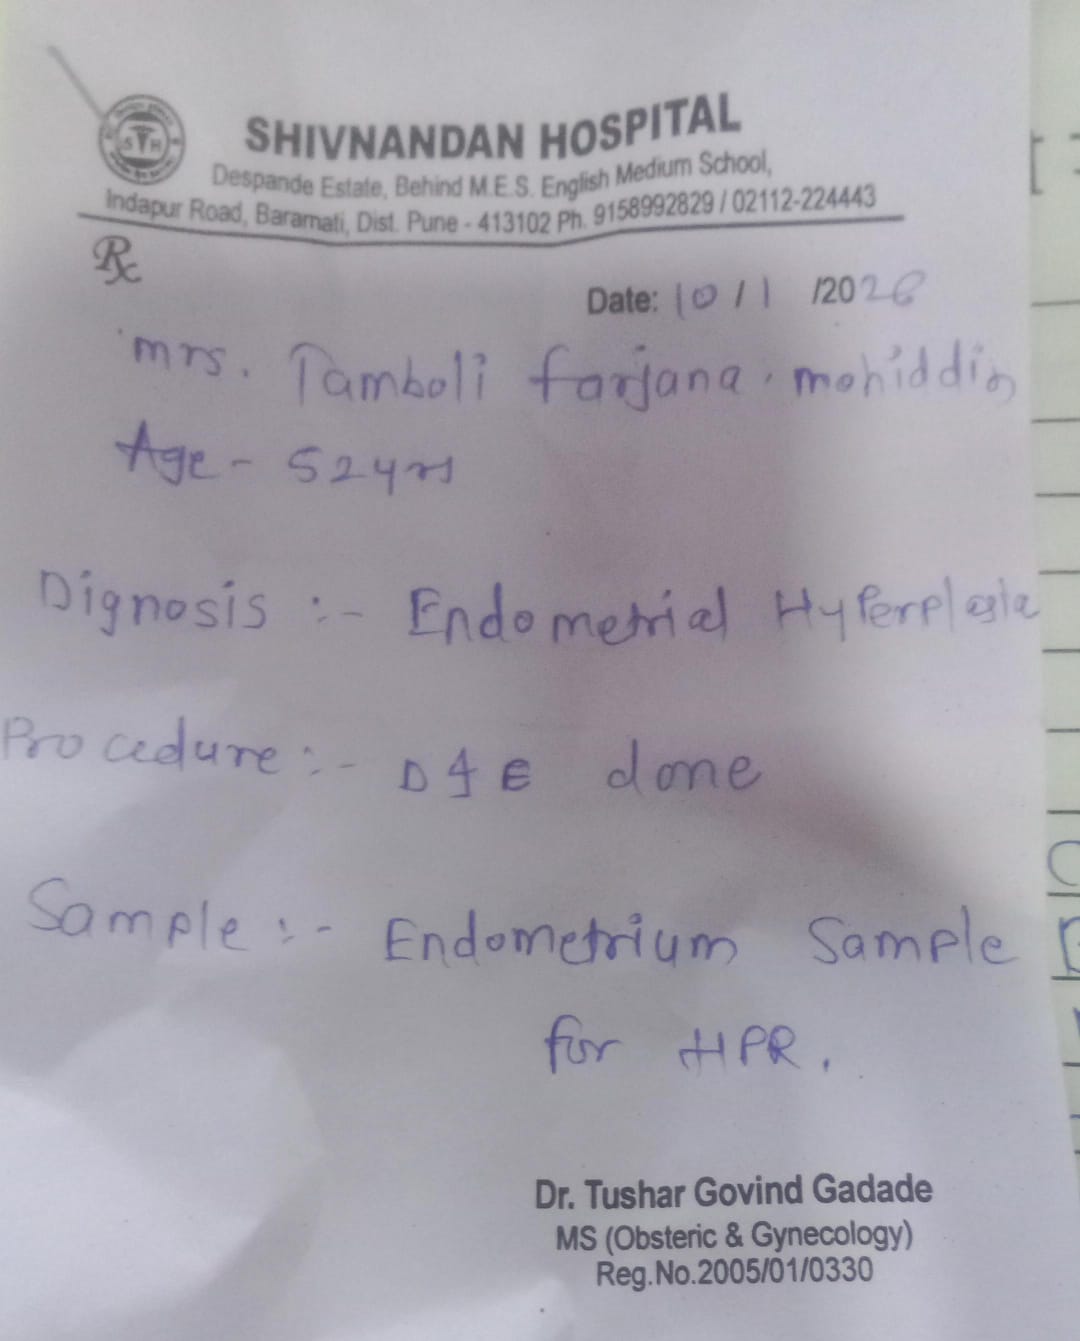 SHIVNANDAN HOSPITAL
Despande Estate, Behind M.E.S. English Medium School,
Indapur Road, Baramati, Dist. Pune - 413102 Ph. 9158992829 / 02112-224443
Rx
Date: 10/1/2026
mrs. Tamboli farjana. mohiddin
Age - 52yrs
Dignosis :- Endometrial Hyperplasia
Procedure :- D & E done
Sample :- Endometrium Sample
for HPR.
Dr. Tushar Govind Gadade
MS (Obsteric & Gynecology)
Reg.No.2005/01/0330